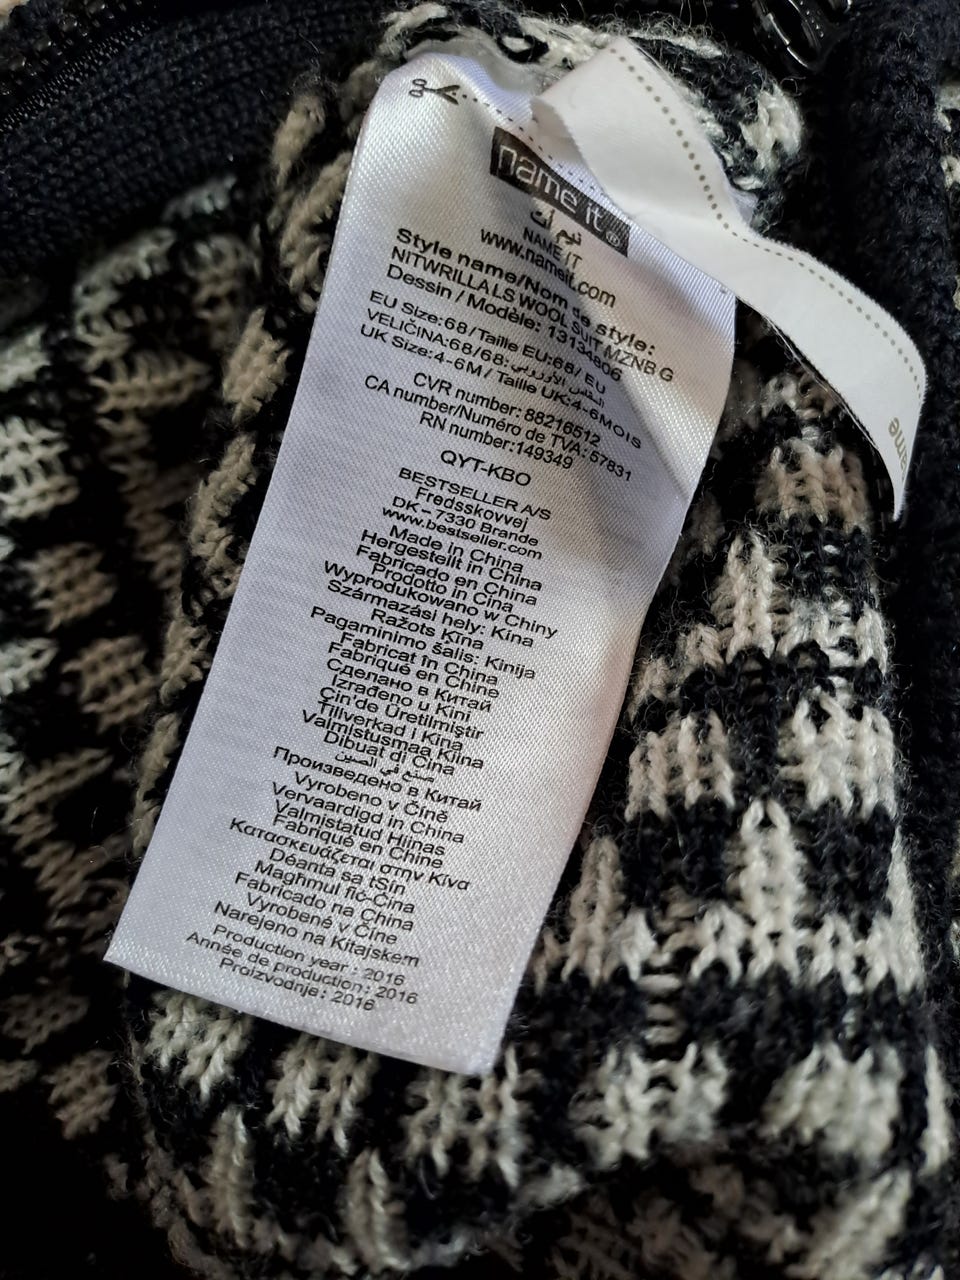 name it®
نيم إت
NAME IT
www.nameit.com
Style name/Nom de style:
NITWRILLA LS WOOL SUIT MZNB G
Dessin / Modèle: 13134806
EU Size:68/Taille EU:68/ EU
VELIČINA:68/68:المقاس الأوروبي
UK Size:4-6M / Taille UK:4-6MOIS
CVR number: 88216512
CA number/Numéro de TVA: 57831
RN number:149349
QYT-KBO
BESTSELLER A/S
Fredsskovvej
DK – 7330 Brande
www.bestseller.com
Made in China
Hergestellt in China
Fabricado en China
Prodotto in Cina
Wyprodukowano w Chiny
Származási hely: Kína
Ražots Ķīna
Pagaminimo šalis: Kinija
Fabricat în China
Fabriqué en Chine
Сделано в Китай
Izrađeno u Kini
Çin'de Üretilmiştir
Tillverkad i Kina
Valmistusmaa Kiina
Dibuat di Cina
صنع في الصين
Произведено в Китай
Vyrobeno v Číně
Vervaardigd in China
Valmistatud Hiinas
Fabriqué en Chine
Κατασκευάζεται στην Κίνα
Déanta sa tSín
Magħmul fiċ-Ċina
Fabricado na China
Vyrobené v Číne
Narejeno na Kitajskem
Production year : 2016
Année de production : 2016
Proizvodnje : 2016
name